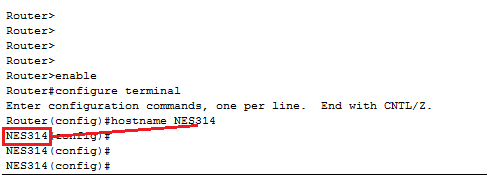 Router>
Router>
Router>
Router>
Router>enable
Router#configure terminal
Enter configuration commands, one per line.  End with CNTL/Z.
Router(config)#hostname NES314
NES314(config)#
NES314(config)#
NES314(config)#